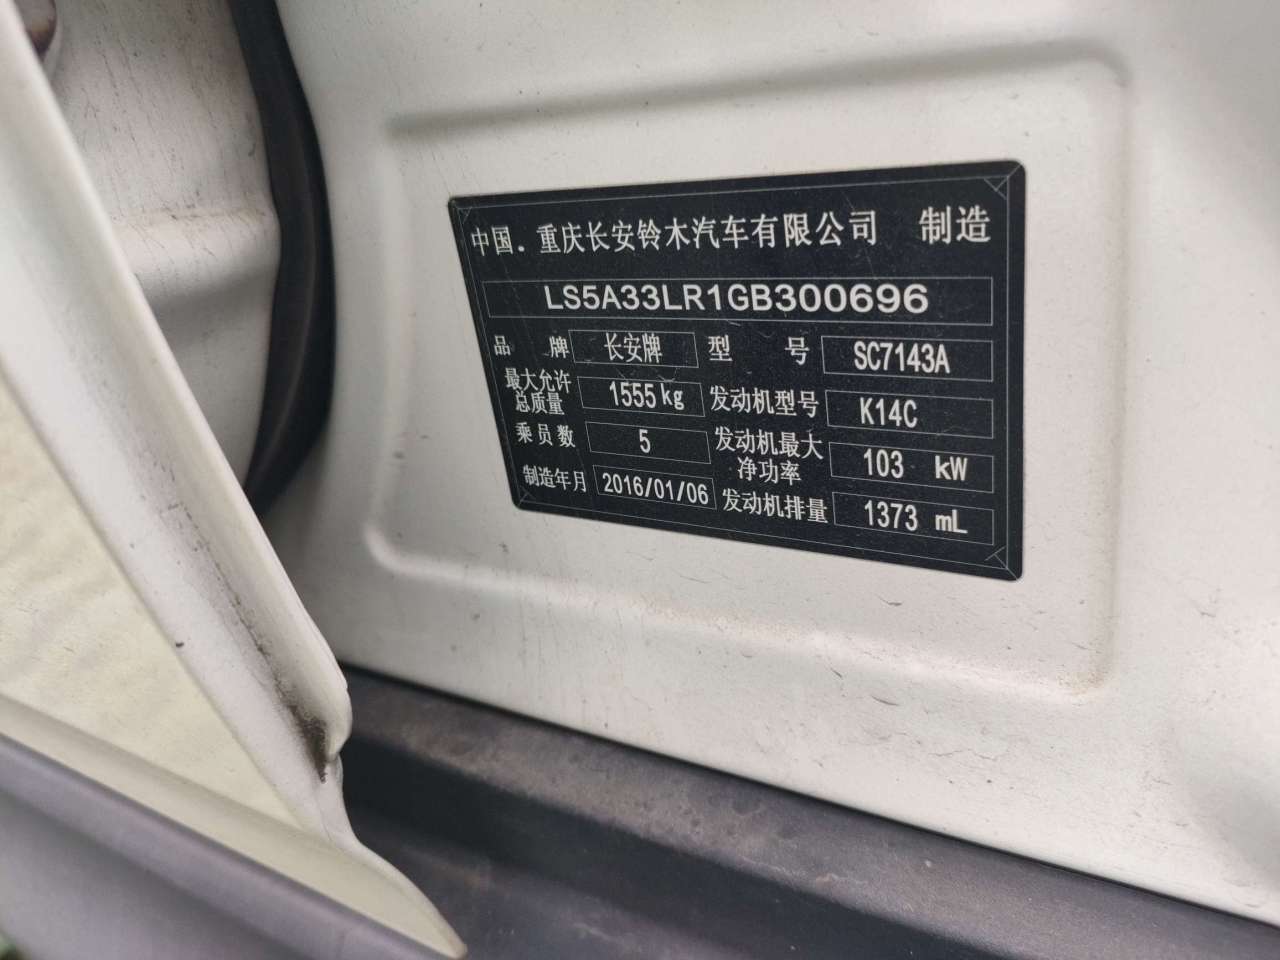 中国.重庆长安铃木汽车有限公司 制造
LS5A33LR1GB300696
品 牌 长安牌 型 号 SC7143A
最大允许总质量 1555kg 发动机型号 K14C
乘员数 5 发动机最大净功率 103 kW
制造年月 2016/01/06 发动机排量 1373 mL